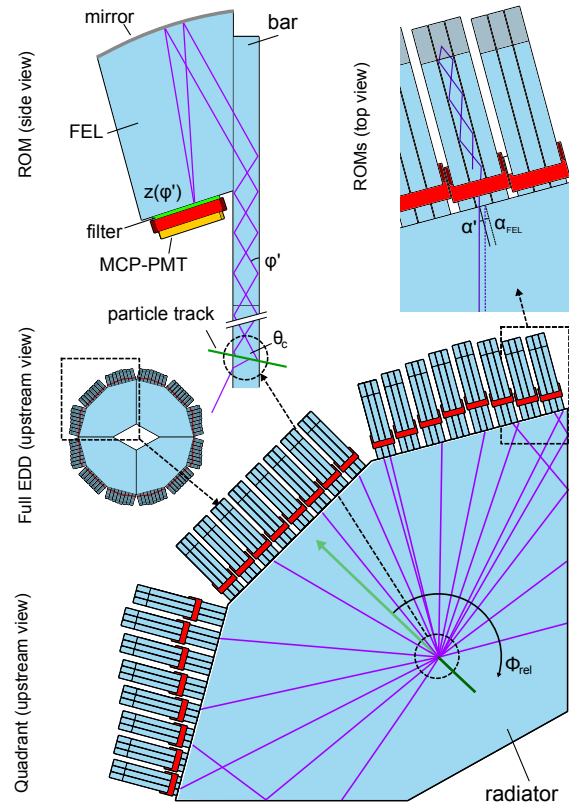 mirror
bar
ROM (side view)
FEL
z(φ')
filter
MCP-PMT
φ'
particle track
θc
ROMs (top view)
α'
αFEL
Full EDD (upstream view)
Quadrant (upstream view)
Φrel
radiator